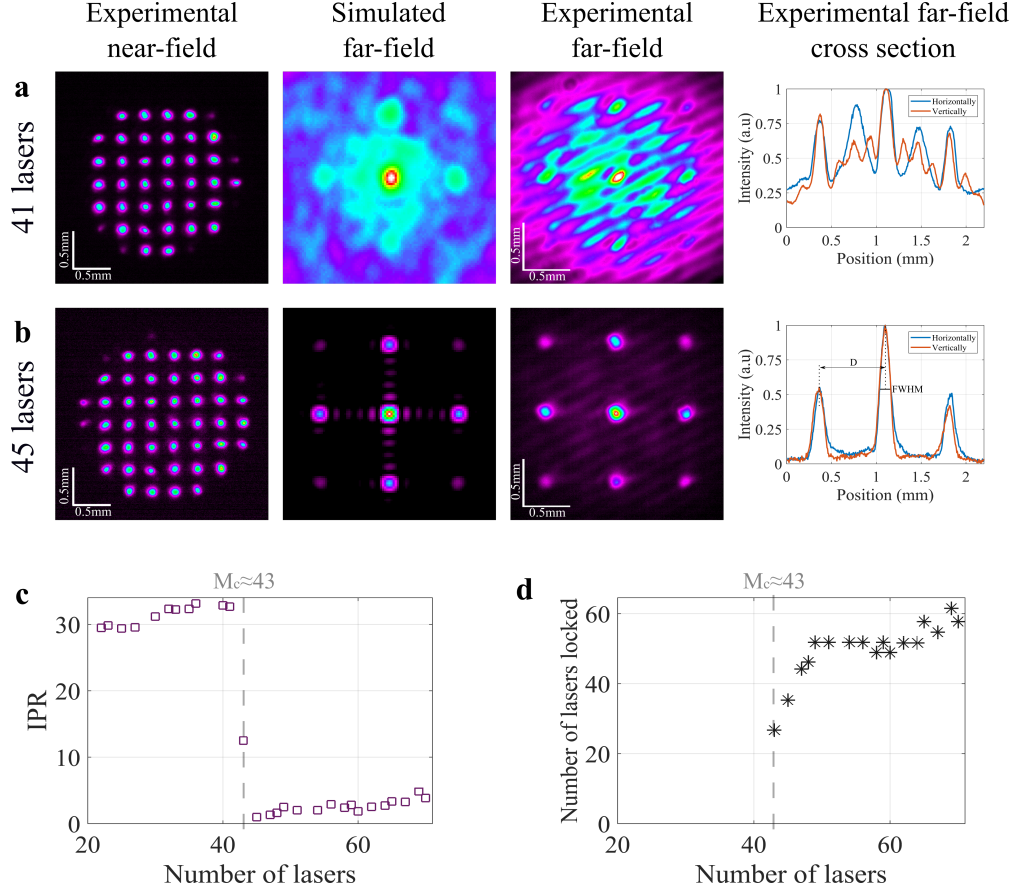 Experimental
near-field
Simulated
far-field
Experimental
far-field
Experimental far-field
cross section
a
41 lasers
0.5mm
0.5mm
0.5mm
0.5mm
Intensity (a.u)
1
0.75
0.5
0.25
0
0 0.5 1 1.5 2
Position (mm)
Horizontally
Vertically
b
45 lasers
0.5mm
0.5mm
0.5mm
0.5mm
Intensity (a.u)
1
0.75
0.5
0.25
0
0 0.5 1 1.5 2
Position (mm)
Horizontally
Vertically
D
FWHM
c
Mc≈43
IPR
30
20
10
0
20 40 60
Number of lasers
d
Mc≈43
Number of lasers locked
60
40
20
0
20 40 60
Number of lasers